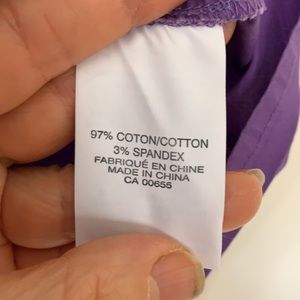 97% COTON/COTTON
3% SPANDEX
FABRIQUÉ EN CHINE
MADE IN CHINA
CA 00655